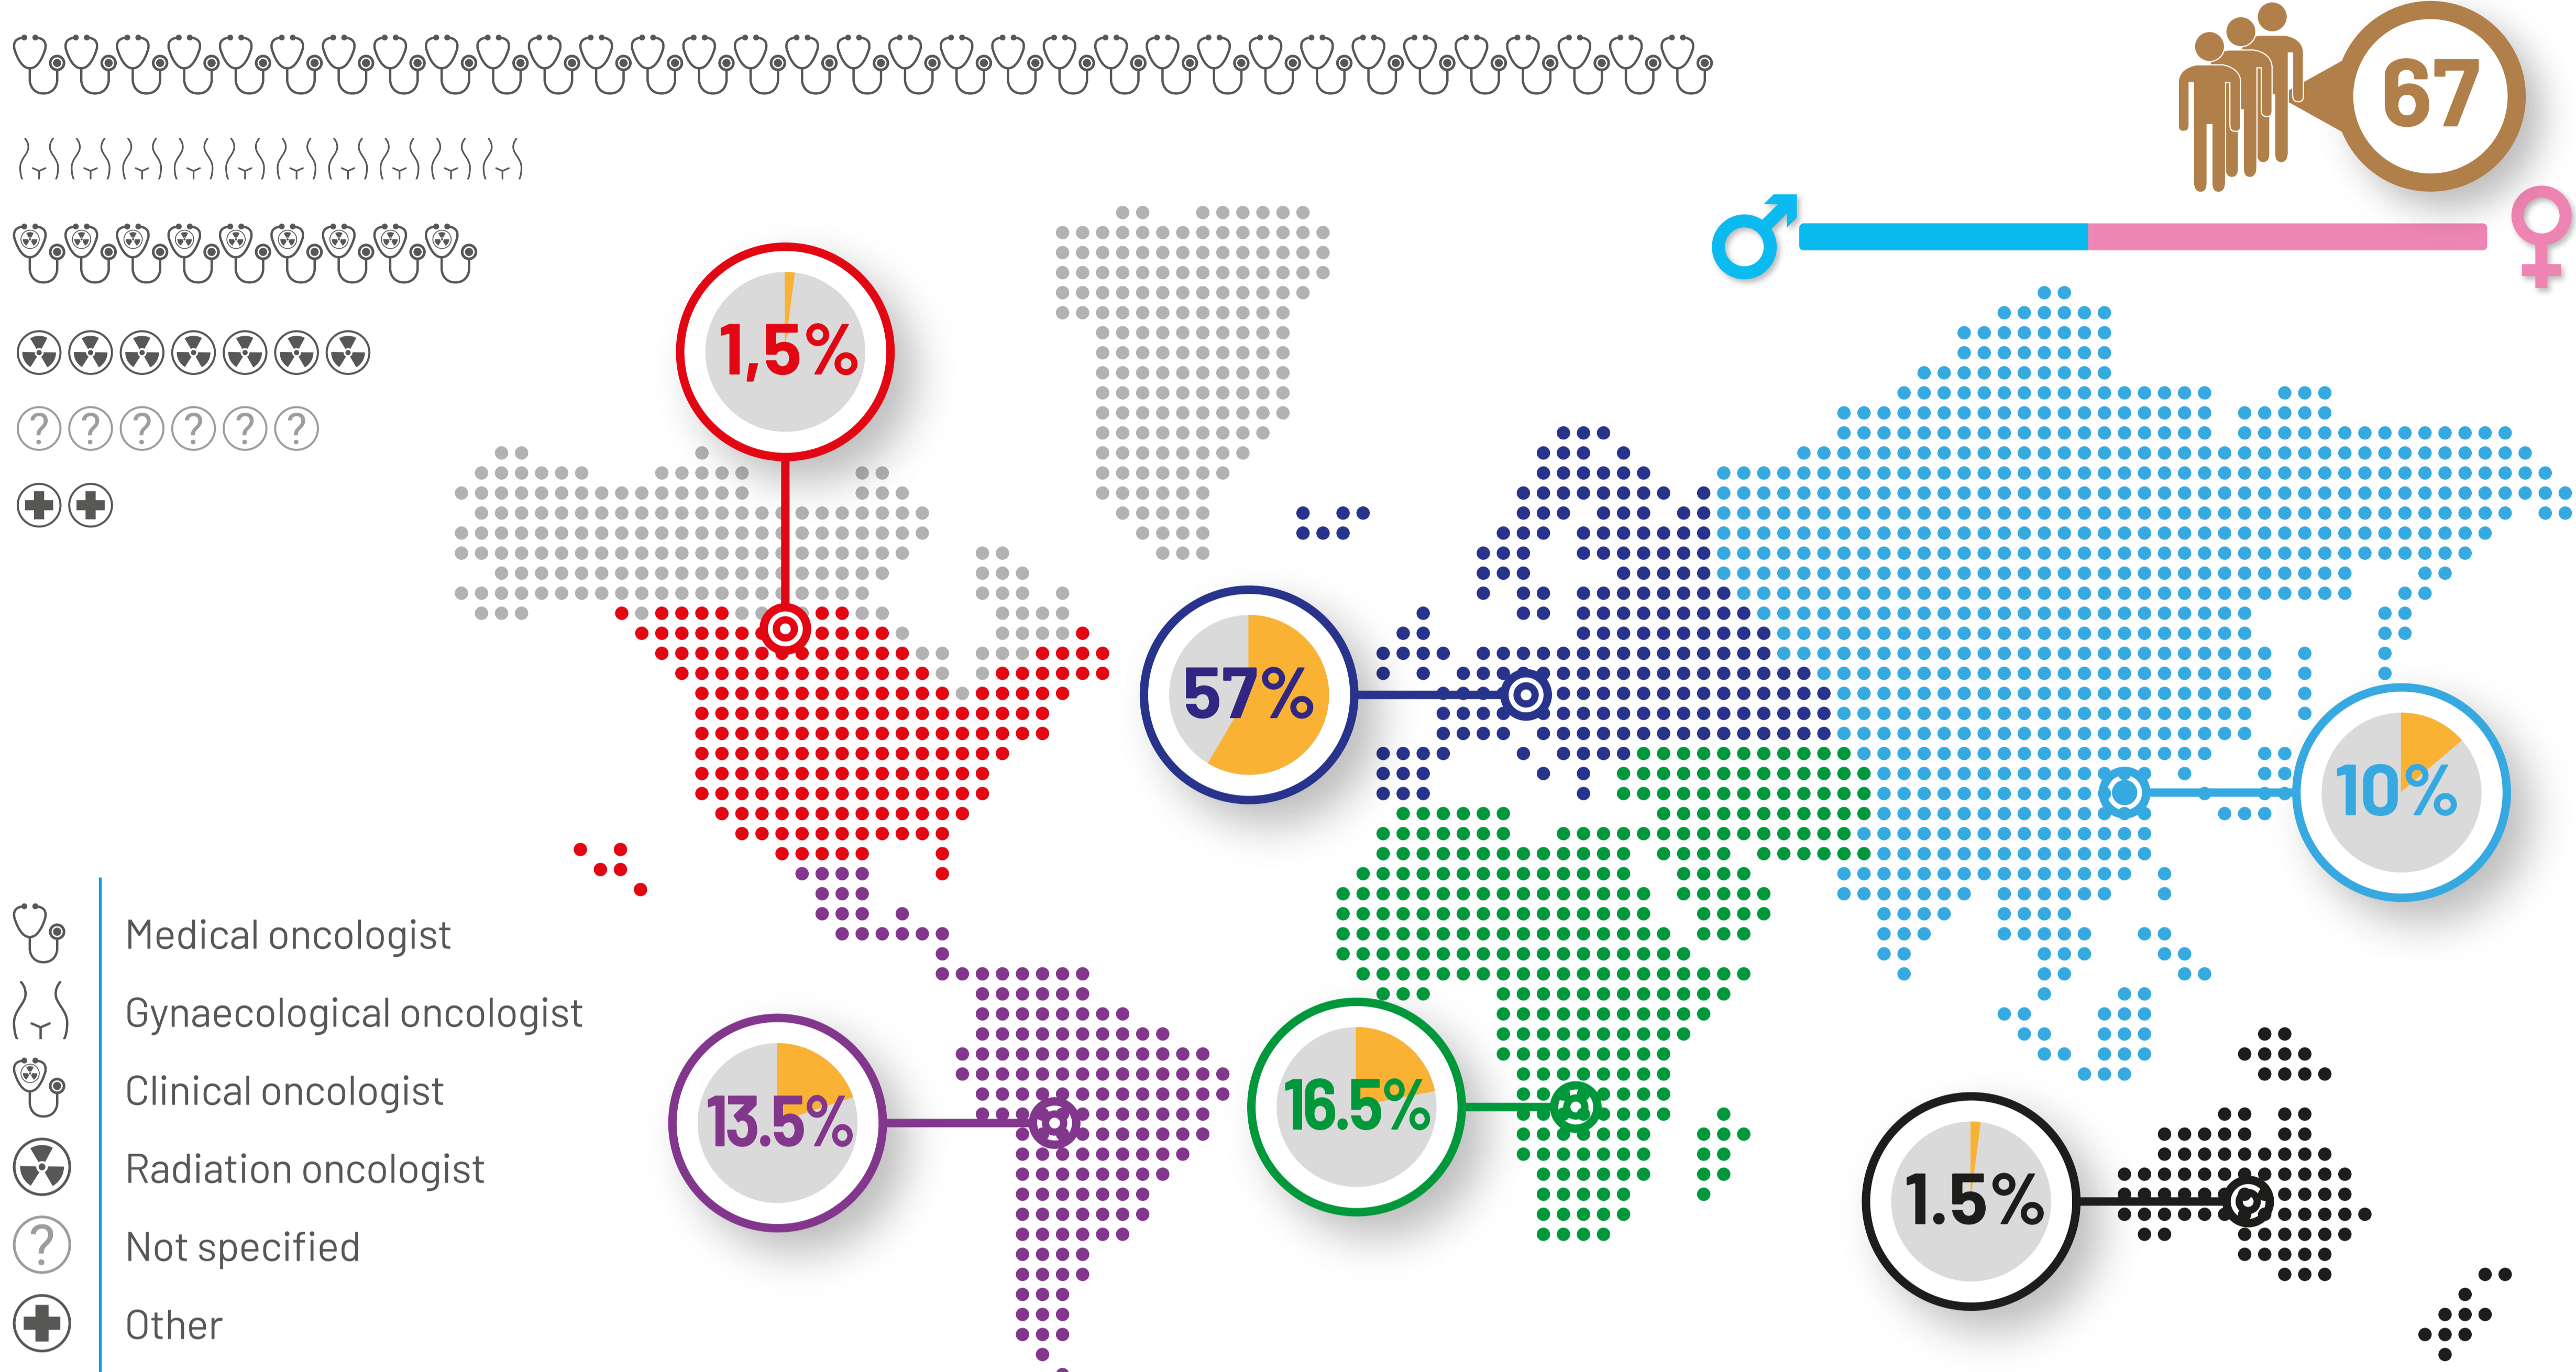 67
1,5%
57%
10%
13.5%
16.5%
1.5%
? ? ? ? ? ?
Medical oncologist
Gynaecological oncologist
Clinical oncologist
Radiation oncologist
? Not specified
Other